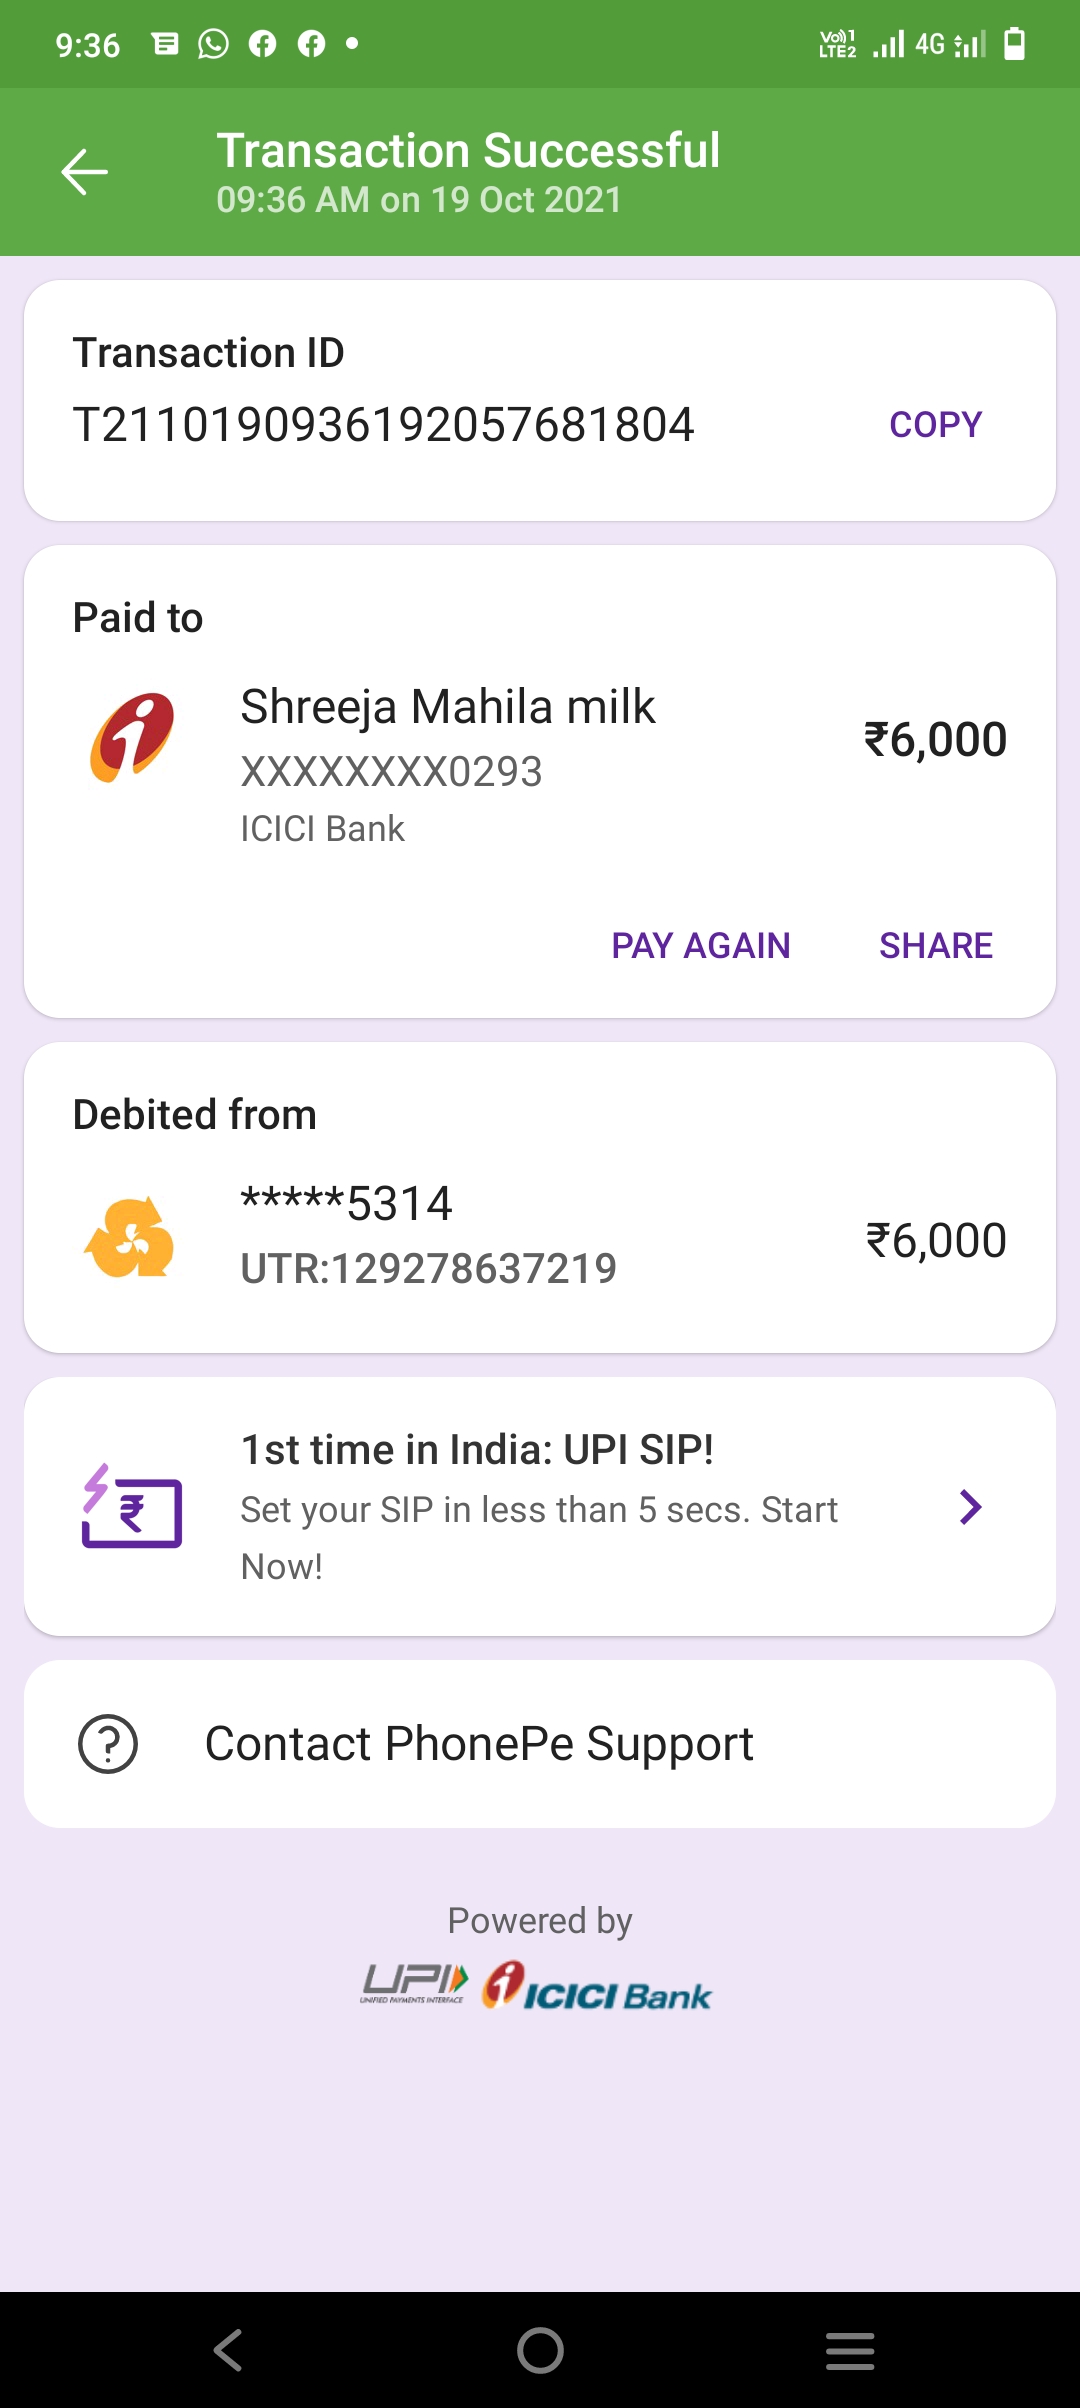 9:36
Vo)) 1
LTE2
4G
Transaction Successful
09:36 AM on 19 Oct 2021
Transaction ID
T2110190936192057681804
COPY
Paid to
Shreeja Mahila milk
XXXXXXXX0293
ICICI Bank
₹6,000
PAY AGAIN
SHARE
Debited from
*****5314
UTR:129278637219
₹6,000
1st time in India: UPI SIP!
Set your SIP in less than 5 secs. Start
Now!
Contact PhonePe Support
Powered by
UPI
UNIFIED PAYMENTS INTERFACE
ICICI Bank